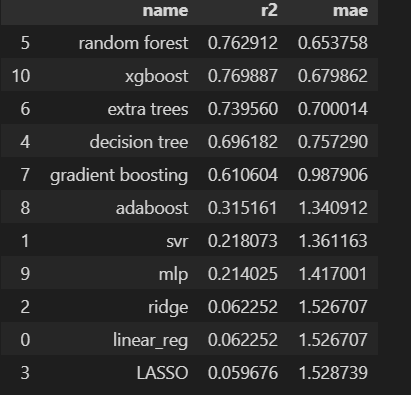 name r2 mae
5 random forest 0.762912 0.653758
10 xgboost 0.769887 0.679862
6 extra trees 0.739560 0.700014
4 decision tree 0.696182 0.757290
7 gradient boosting 0.610604 0.987906
8 adaboost 0.315161 1.340912
1 svr 0.218073 1.361163
9 mlp 0.214025 1.417001
2 ridge 0.062252 1.526707
0 linear_reg 0.062252 1.526707
3 LASSO 0.059676 1.528739